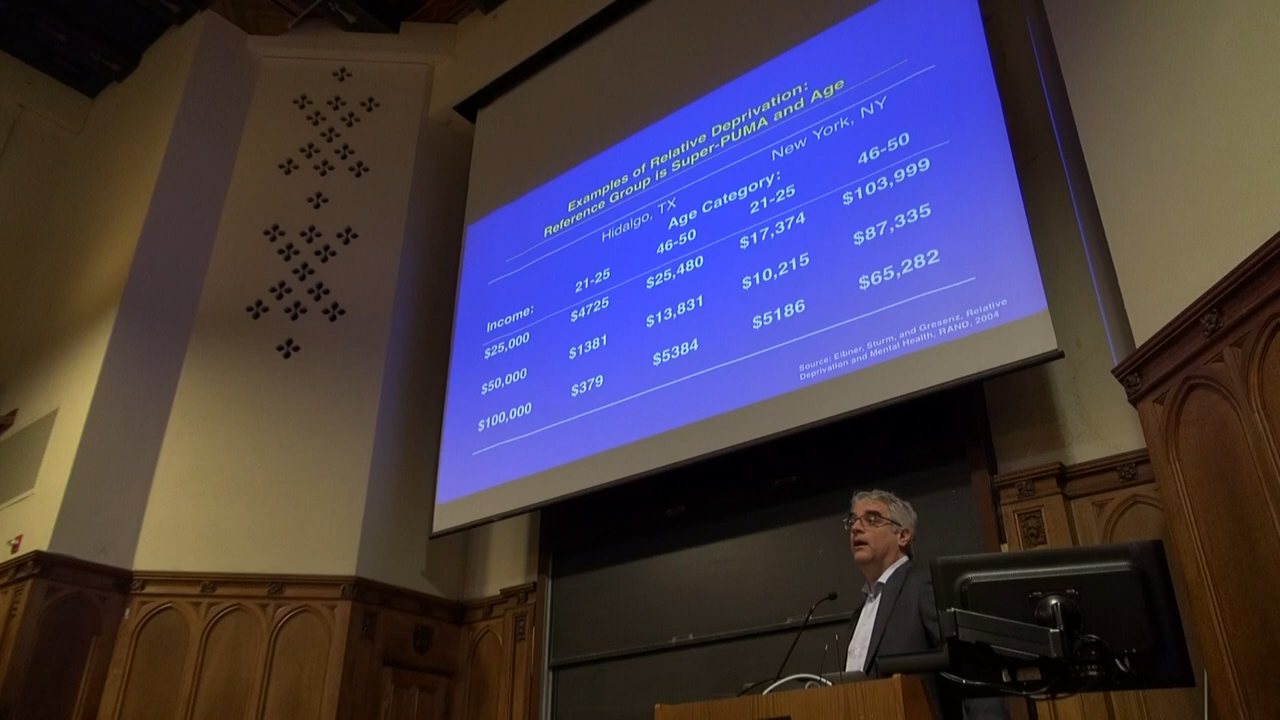 Examples of Relative Deprivation:
Reference Group is Super-PUMA and Age
Hidalgo, TX New York, NY
Age Category:
Income: 21-25 46-50 21-25 46-50
$25,000 $4725 $25,480 $17,374 $103,999
$50,000 $1381 $13,831 $10,215 $87,335
$100,000 $379 $5384 $5186 $65,282
Source: Eibner, Sturm, and Gresenz, Relative
Deprivation and Mental Health, RAND, 2004